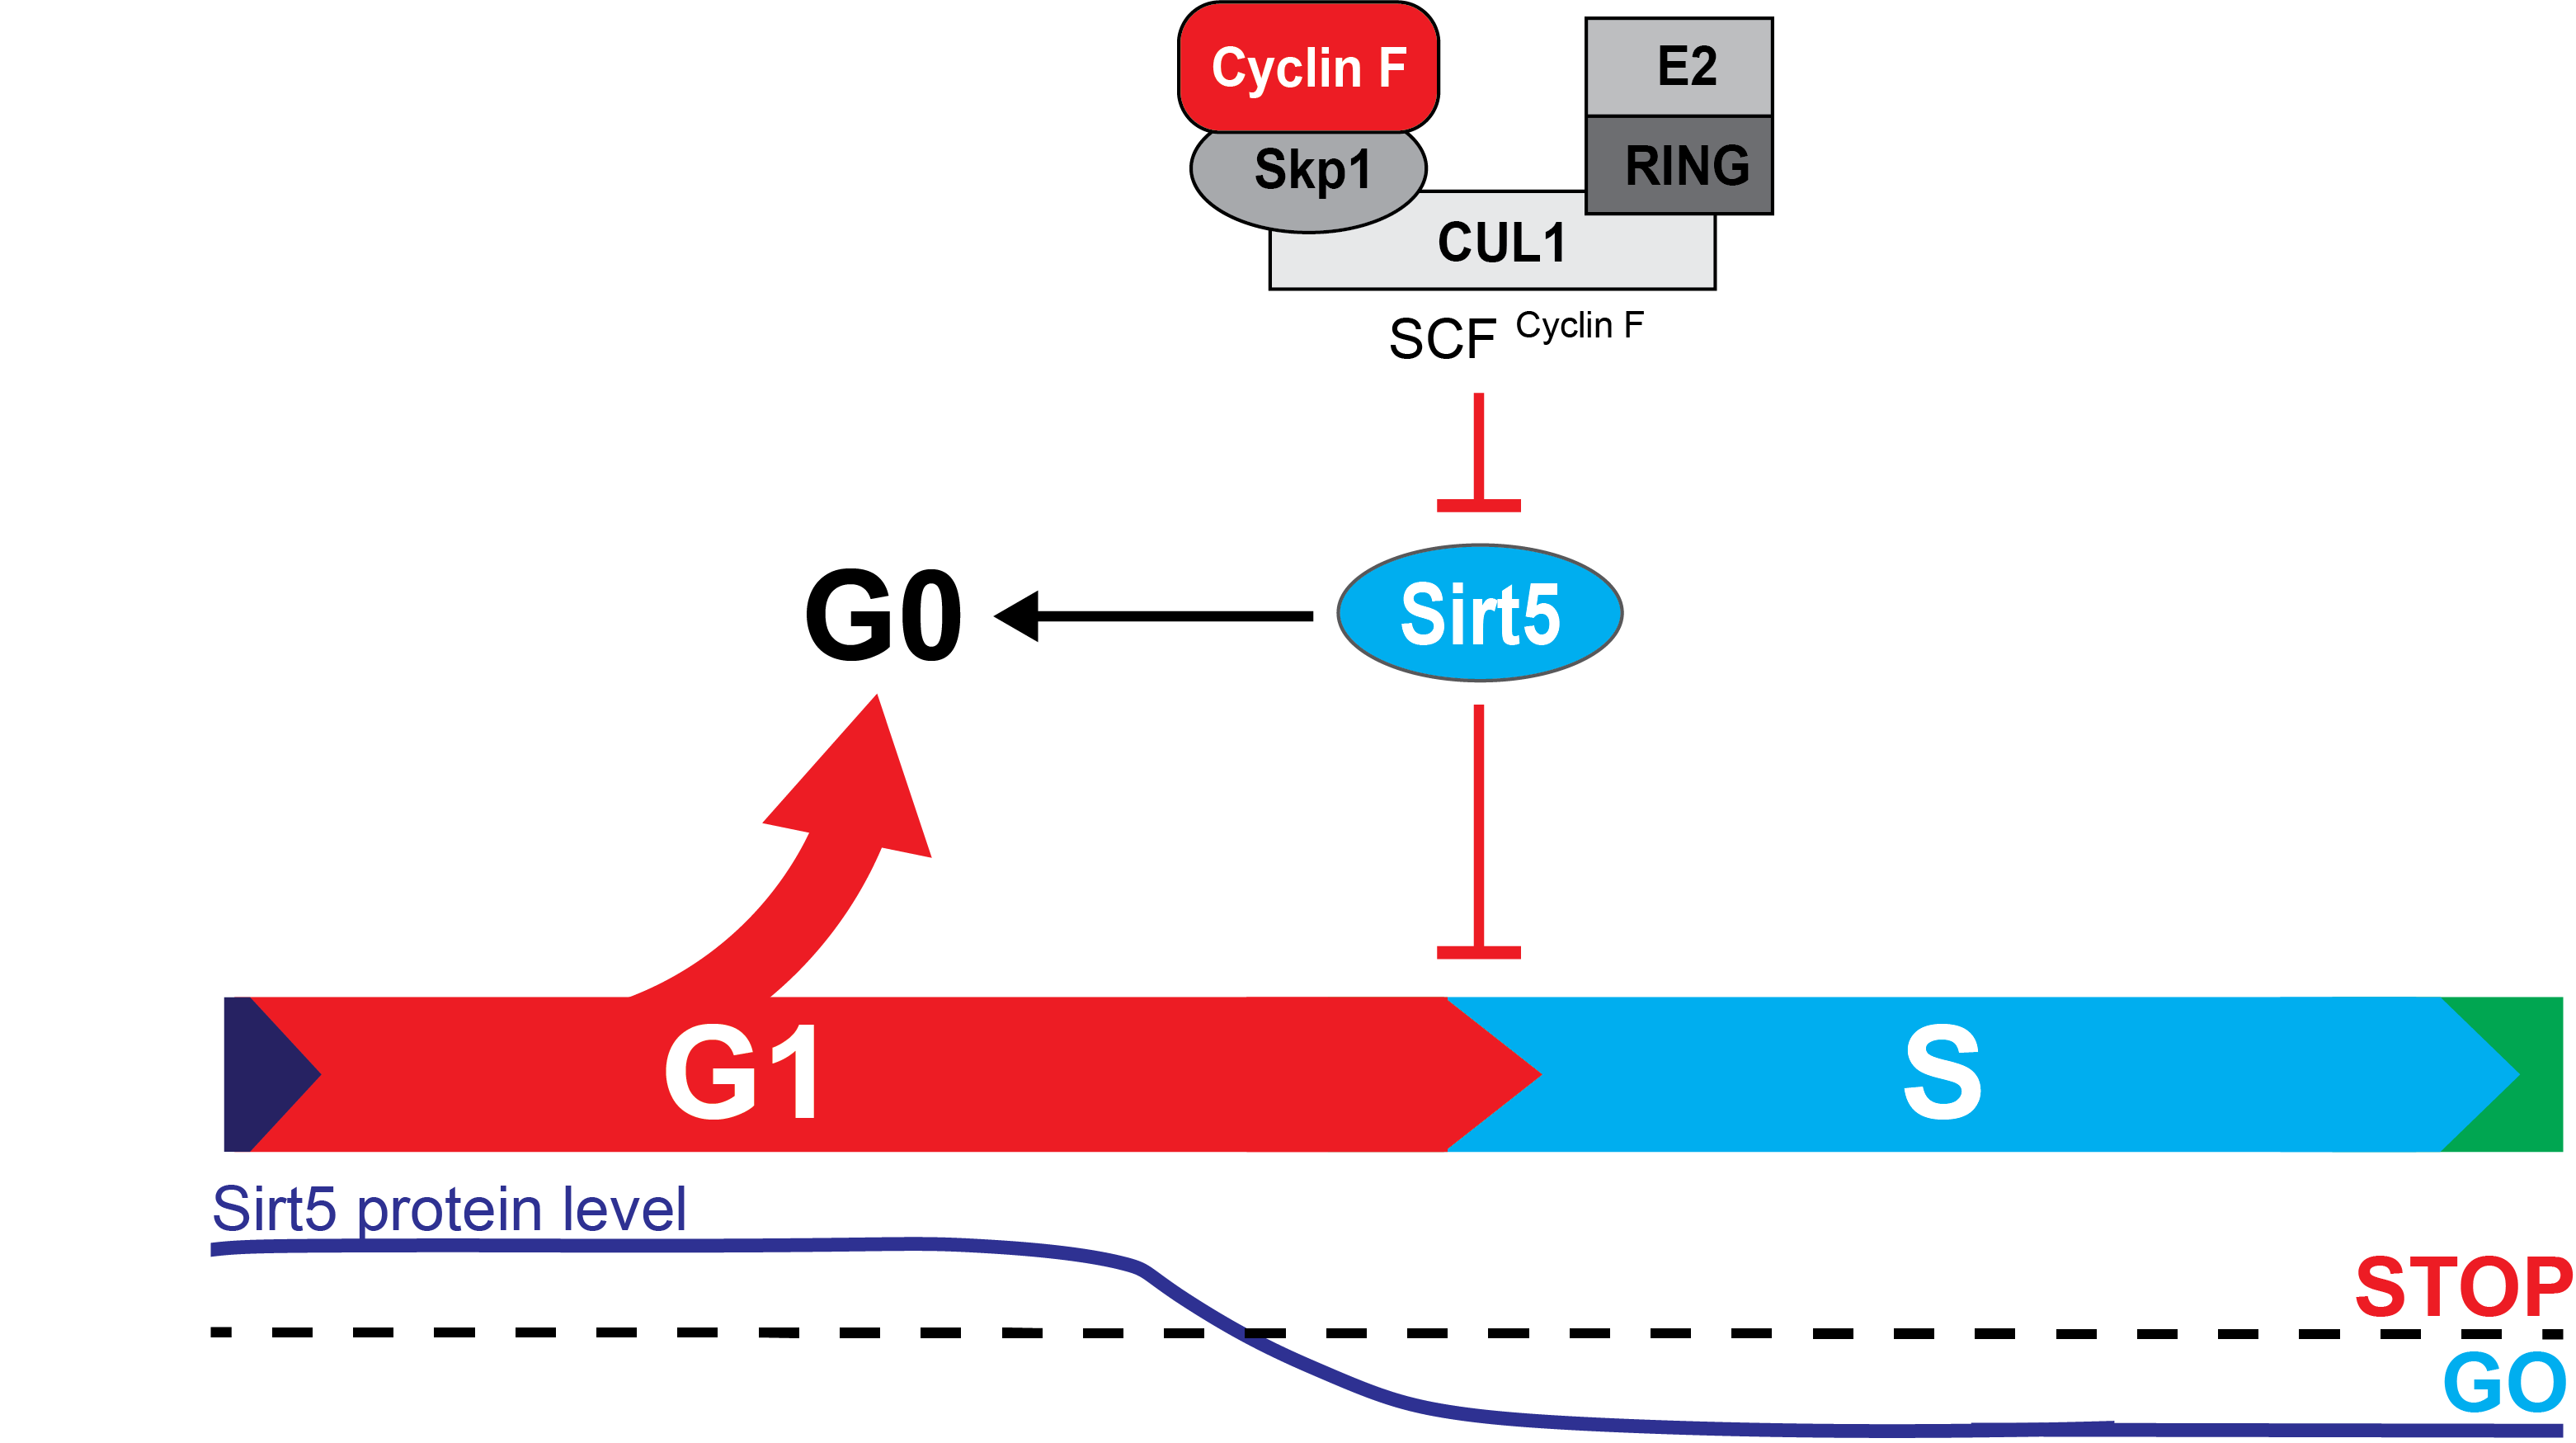 Cyclin F
E2
Skp1
RING
CUL1
SCF Cyclin F
G0
Sirt5
G1
S
Sirt5 protein level
STOP
GO